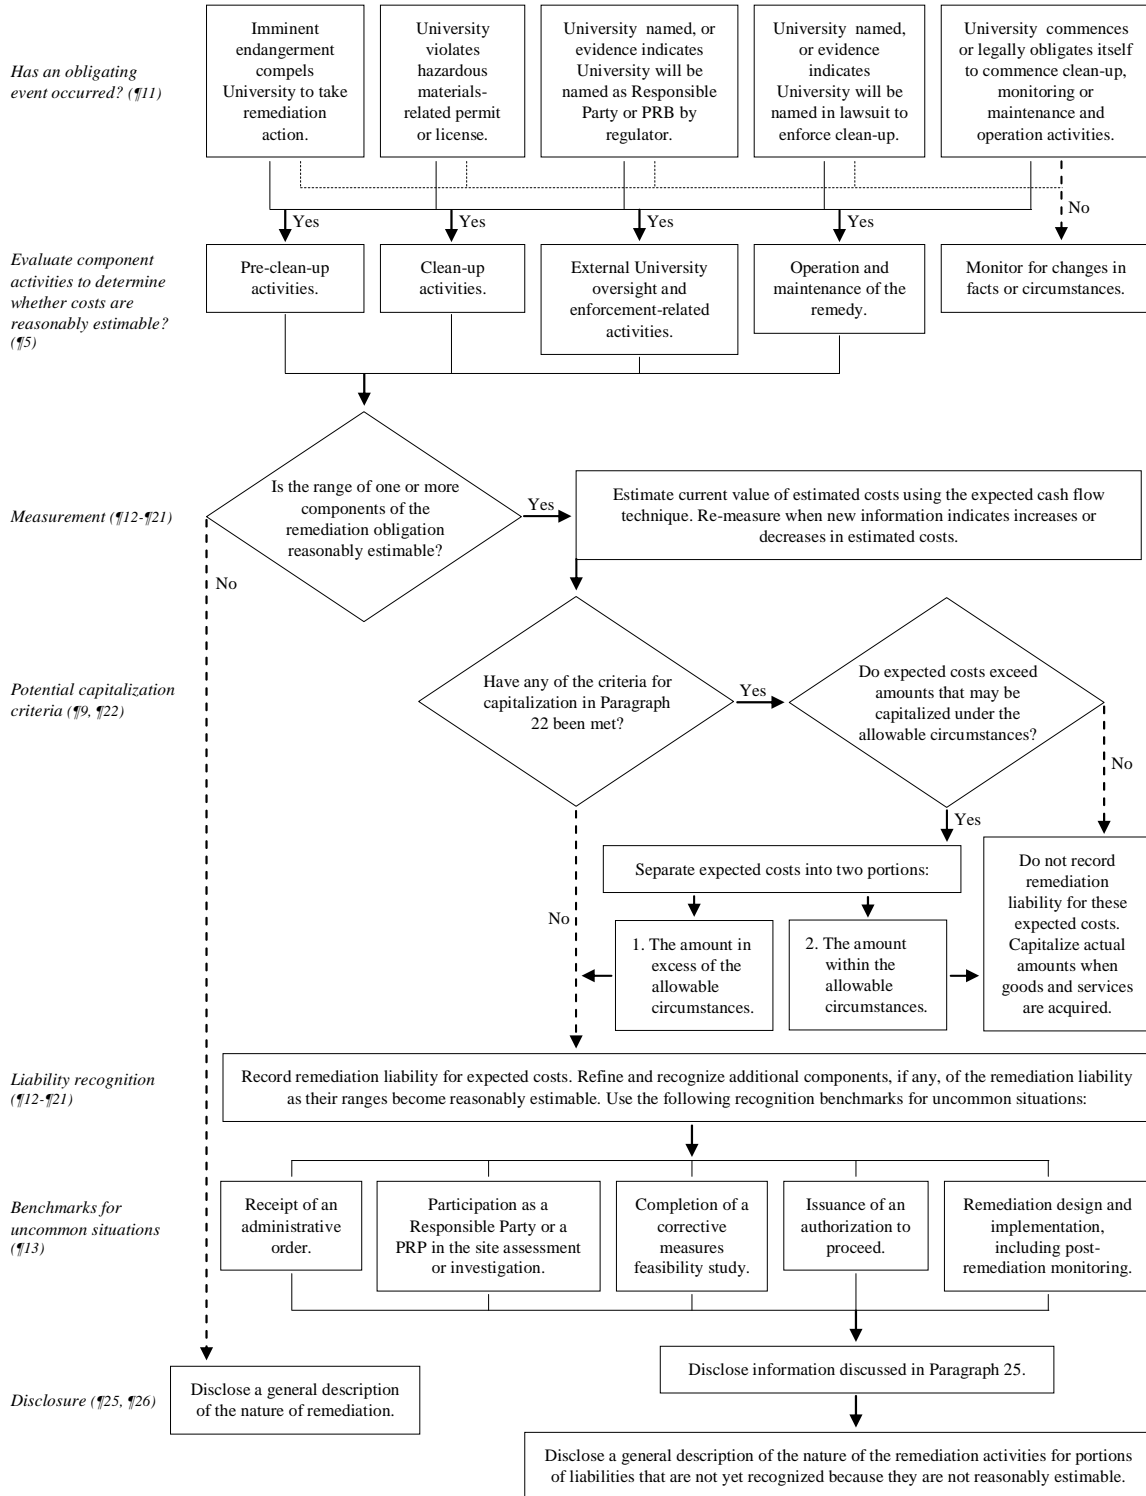 Has an obligating
event occurred? (¶11)
Imminent
endangerment
compels
University to take
remediation
action.
University
violates
hazardous
materials-
related permit
or license.
University named, or
evidence indicates
University will be
named as Responsible
Party or PRB by
regulator.
University named,
or evidence
indicates
University will be
named in lawsuit to
enforce clean-up.
University commences
or legally obligates itself
to commence clean-up,
monitoring or
maintenance and
operation activities.
Yes
Yes
Yes
Yes
No
Evaluate component
activities to determine
whether costs are
reasonably estimable?
(¶5)
Pre-clean-up
activities.
Clean-up
activities.
External University
oversight and
enforcement-related
activities.
Operation and
maintenance of the
remedy.
Monitor for changes in
facts or circumstances.
Measurement (¶12-¶21)
Is the range of one or more
components of the
remediation obligation
reasonably estimable?
Yes
No
Estimate current value of estimated costs using the expected cash flow
technique. Re-measure when new information indicates increases or
decreases in estimated costs.
Potential capitalization
criteria (¶9, ¶22)
Have any of the criteria for
capitalization in Paragraph
22 been met?
Yes
Do expected costs exceed
amounts that may be
capitalized under the
allowable circumstances?
No
Yes
Separate expected costs into two portions:
No
1. The amount in
excess of the
allowable
circumstances.
2. The amount
within the
allowable
circumstances.
Do not record
remediation
liability for these
expected costs.
Capitalize actual
amounts when
goods and services
are acquired.
Liability recognition
(¶12-¶21)
Record remediation liability for expected costs. Refine and recognize additional components, if any, of the remediation liability
as their ranges become reasonably estimable. Use the following recognition benchmarks for uncommon situations:
Benchmarks for
uncommon situations
(¶13)
Receipt of an
administrative
order.
Participation as a
Responsible Party or a
PRP in the site assessment
or investigation.
Completion of a
corrective
measures
feasibility study.
Issuance of an
authorization to
proceed.
Remediation design and
implementation,
including post-
remediation monitoring.
Disclosure (¶25, ¶26)
Disclose a general description
of the nature of remediation.
Disclose information discussed in Paragraph 25.
Disclose a general description of the nature of the remediation activities for portions
of liabilities that are not yet recognized because they are not reasonably estimable.